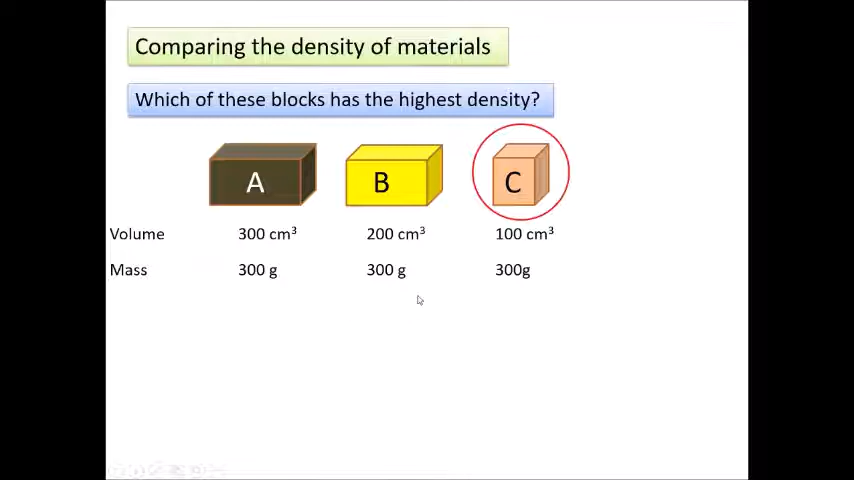 Comparing the density of materials
Which of these blocks has the highest density?
A B C
Volume 300 cm³ 200 cm³ 100 cm³
Mass 300 g 300 g 300g